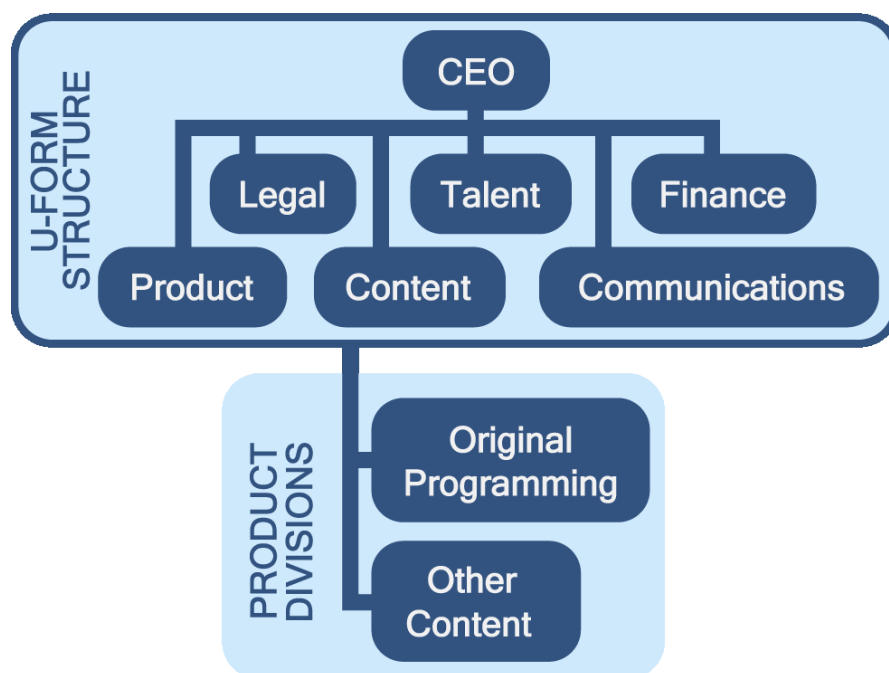 U-FORM
STRUCTURE
CEO
Legal
Talent
Finance
Product
Content
Communications
PRODUCT
DIVISIONS
Original
Programming
Other
Content